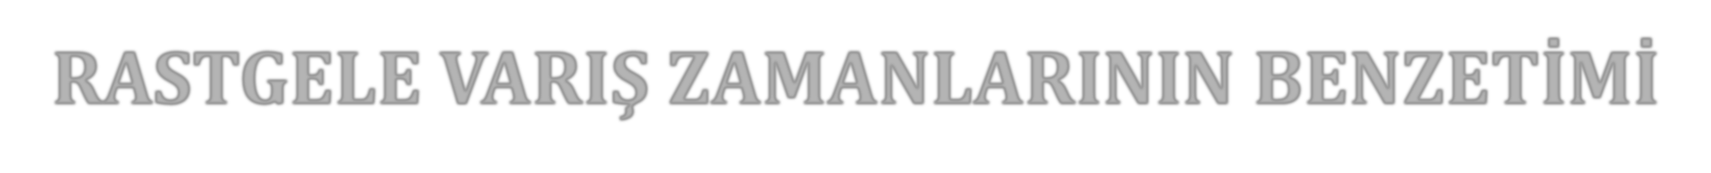 RASTGELE VARIŞ ZAMANLARININ BENZETİMİ